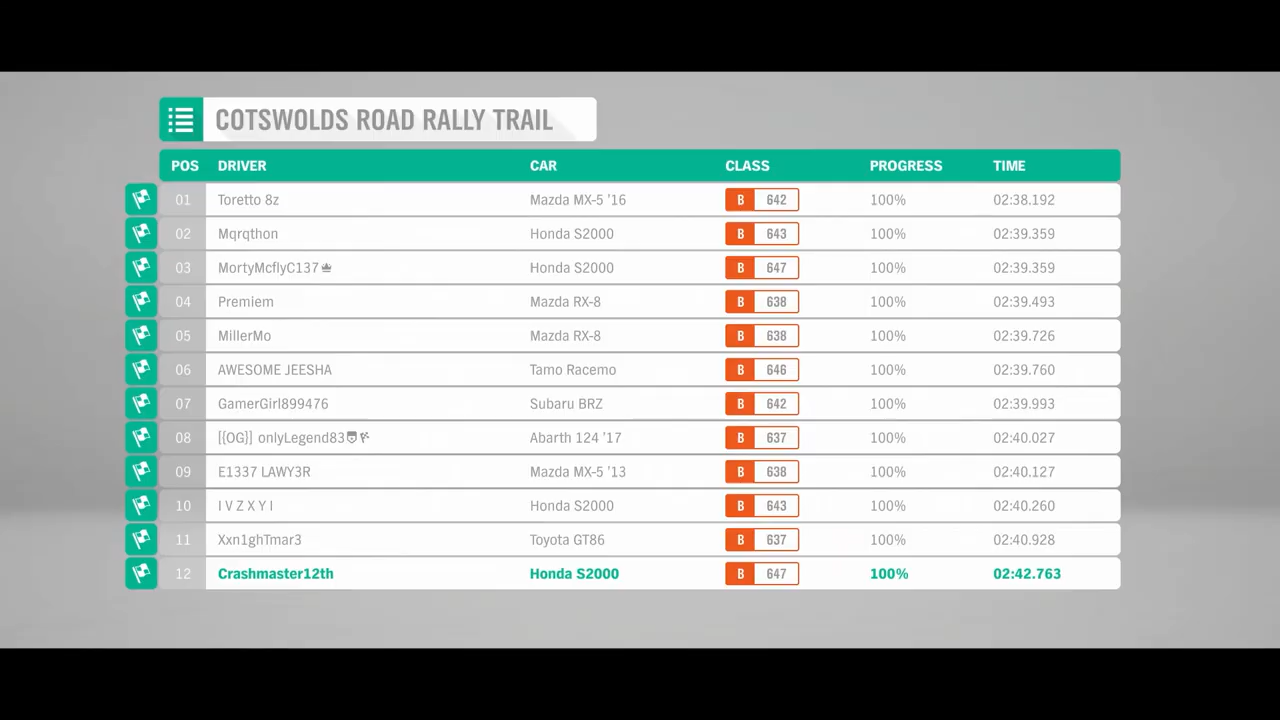 COTSWOLDS ROAD RALLY TRAIL
POS DRIVER CAR CLASS PROGRESS TIME
01 Toretto 8z Mazda MX-5 '16 B 642 100% 02:38.192
02 Mqrqthon Honda S2000 B 643 100% 02:39.359
03 MortyMcflyC137 Honda S2000 B 647 100% 02:39.359
04 Premiem Mazda RX-8 B 638 100% 02:39.493
05 MillerMo Mazda RX-8 B 638 100% 02:39.726
06 AWESOME JEESHA Tamo Racemo B 646 100% 02:39.760
07 GamerGirl899476 Subaru BRZ B 642 100% 02:39.993
08 [{OG}] onlyLegend83 Abarth 124 '17 B 637 100% 02:40.027
09 E1337 LAWY3R Mazda MX-5 '13 B 638 100% 02:40.127
10 I V Z X Y I Honda S2000 B 643 100% 02:40.260
11 Xxn1ghTmar3 Toyota GT86 B 637 100% 02:40.928
12 Crashmaster12th Honda S2000 B 647 100% 02:42.763